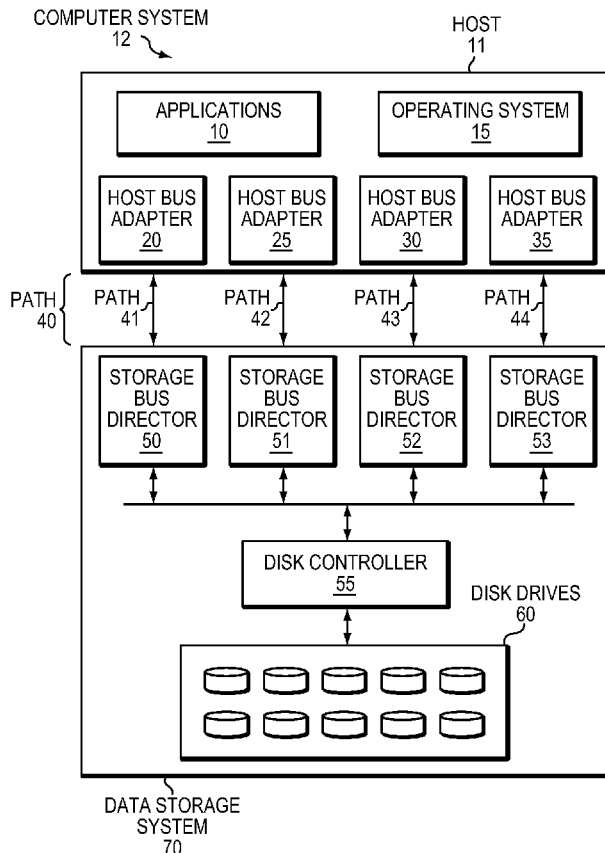 COMPUTER SYSTEM
12
HOST
11
APPLICATIONS
10
OPERATING SYSTEM
15
HOST BUS
ADAPTER
20
HOST BUS
ADAPTER
25
HOST BUS
ADAPTER
30
HOST BUS
ADAPTER
35
PATH
40
PATH
41
PATH
42
PATH
43
PATH
44
STORAGE
BUS
DIRECTOR
50
STORAGE
BUS
DIRECTOR
51
STORAGE
BUS
DIRECTOR
52
STORAGE
BUS
DIRECTOR
53
DISK CONTROLLER
55
DISK DRIVES
60
DATA STORAGE
SYSTEM
70